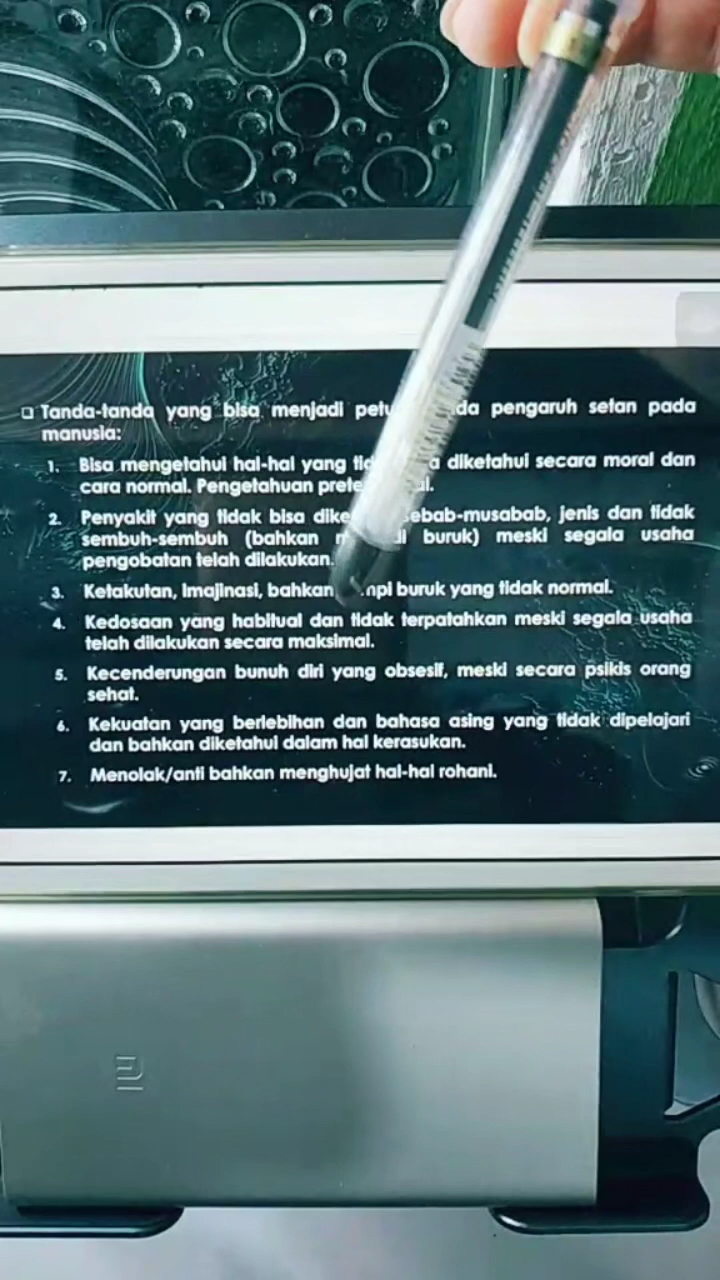 ❑ Tanda-tanda yang bisa menjadi pengaruh setan pada
manusia:
1. Bisa mengetahui hal-hal yang diketahui secara moral dan
cara normal. Pengetahuan
2. Penyakit yang tidak bisa sebab-musabab, jenis dan tidak
sembuh-sembuh (bahkan buruk) meski segala usaha
pengobatan telah dilakukan.
3. Ketakutan, imajinasi, bahkan buruk yang tidak normal.
4. Kedosaan yang habitual dan tidak terpatahkan meski segala usaha
telah dilakukan secara maksimal.
5. Kecenderungan bunuh diri yang obsesif, meski secara psikis orang
sehat.
6. Kekuatan yang berlebihan dan bahasa asing yang tidak dipelajari
dan bahkan diketahui dalam hal kerasukan.
7. Menolak/anti bahkan menghujat hal-hal rohani.